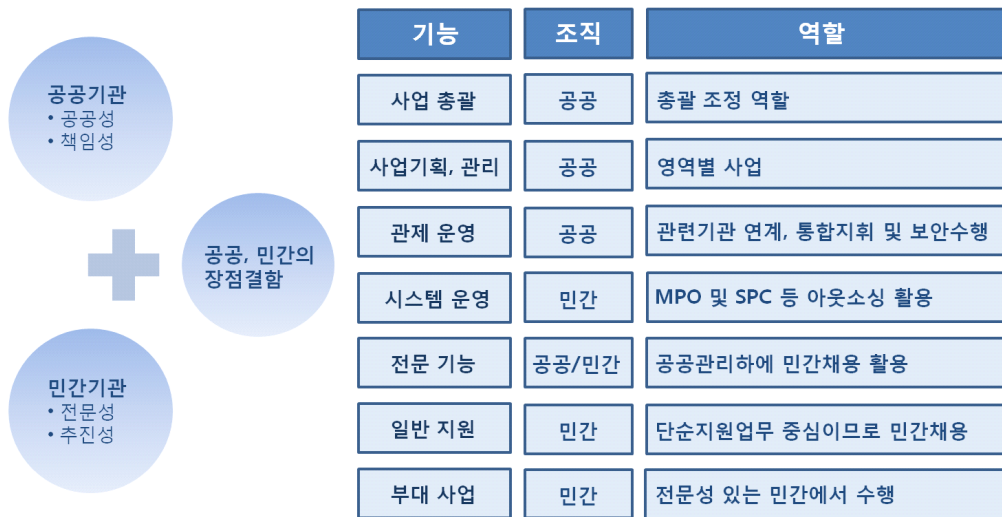 공공기관
• 공공성
• 책임성
민간기관
• 전문성
• 추진성
공공, 민간의
장점결함
기능 조직 역할
사업 총괄 공공 총괄 조정 역할
사업기획, 관리 공공 영역별 사업
관제 운영 공공 관련기관 연계, 통합지휘 및 보안수행
시스템 운영 민간 MPO 및 SPC 등 아웃소싱 활용
전문 기능 공공/민간 공공관리하에 민간채용 활용
일반 지원 민간 단순지원업무 중심이므로 민간채용
부대 사업 민간 전문성 있는 민간에서 수행